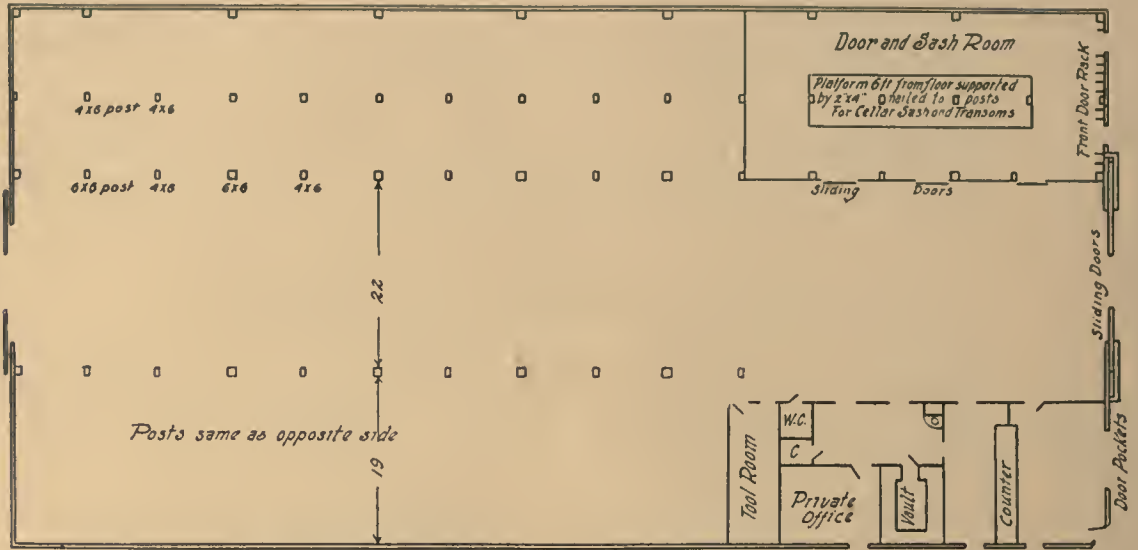 Door and Sash Room
Platform 6ft from floor supported
by 2"x4" nailed to posts
For Cellar Sash and Transoms
Front Door Rack
4x6 post 4x6
6x6 post 4x6 6x6 4x6
Sliding Doors
Sliding Doors
22
Posts same as opposite side
19
Tool Room
W.C.
C
Private
Office
Vault
Counter
Door Pockets